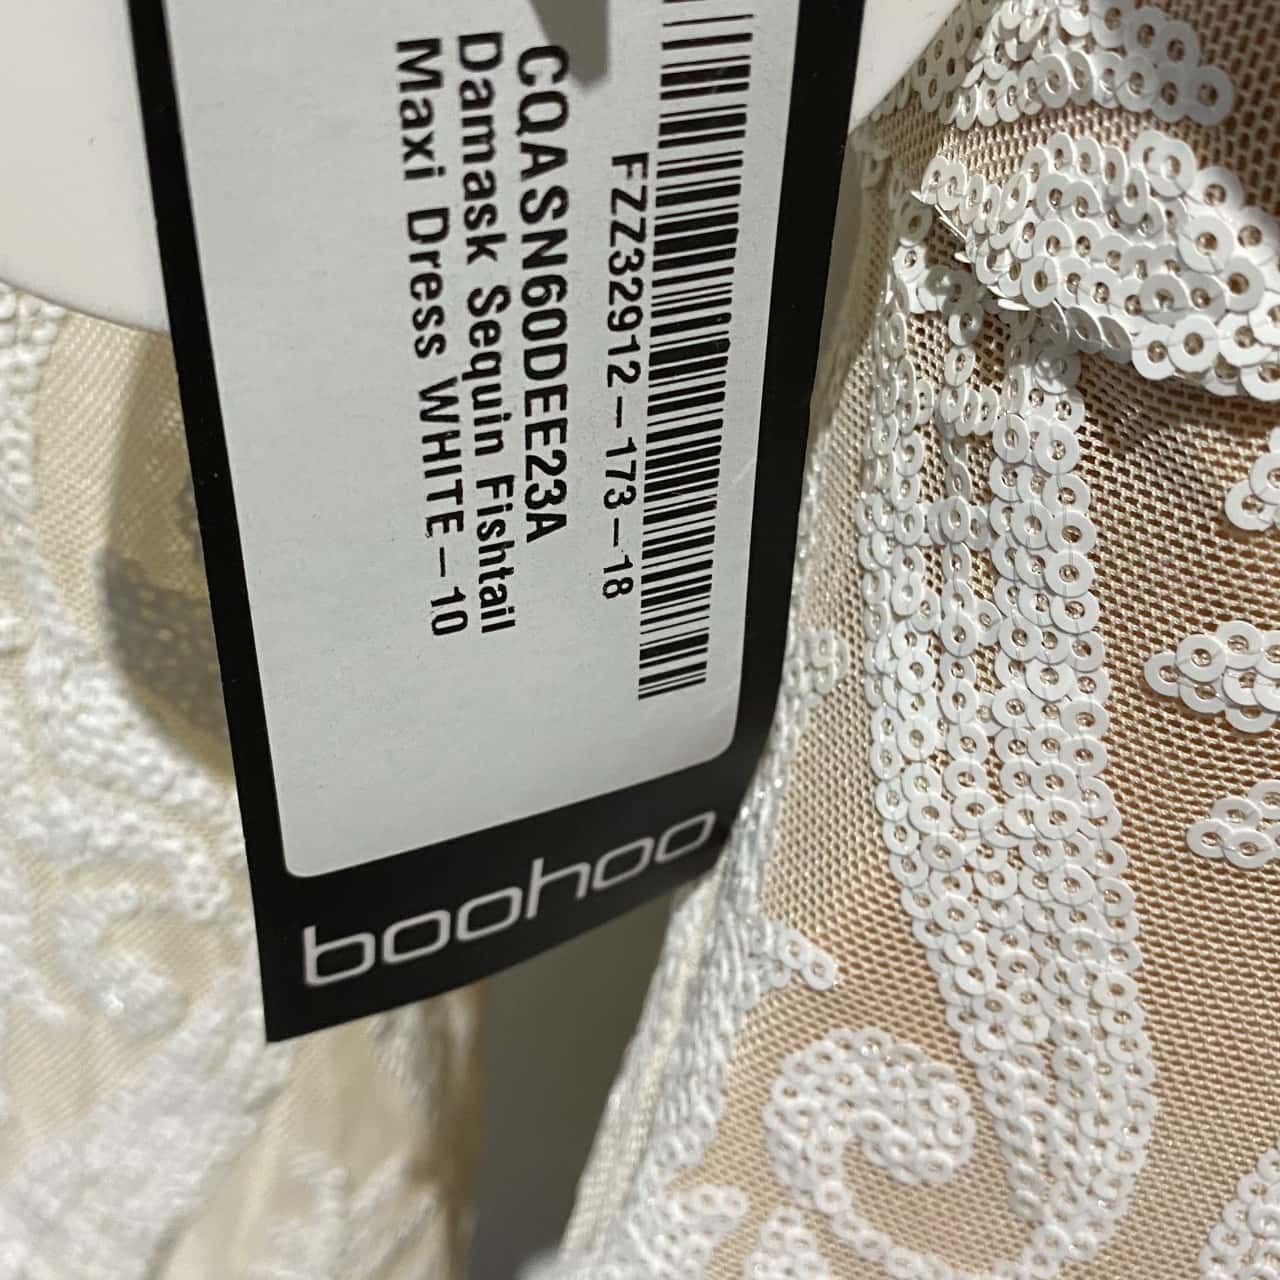 FZZ32912-173-18
CQASN60DEE23A
Damask Sequin Fishtail
Maxi Dress WHITE-10
boohoo